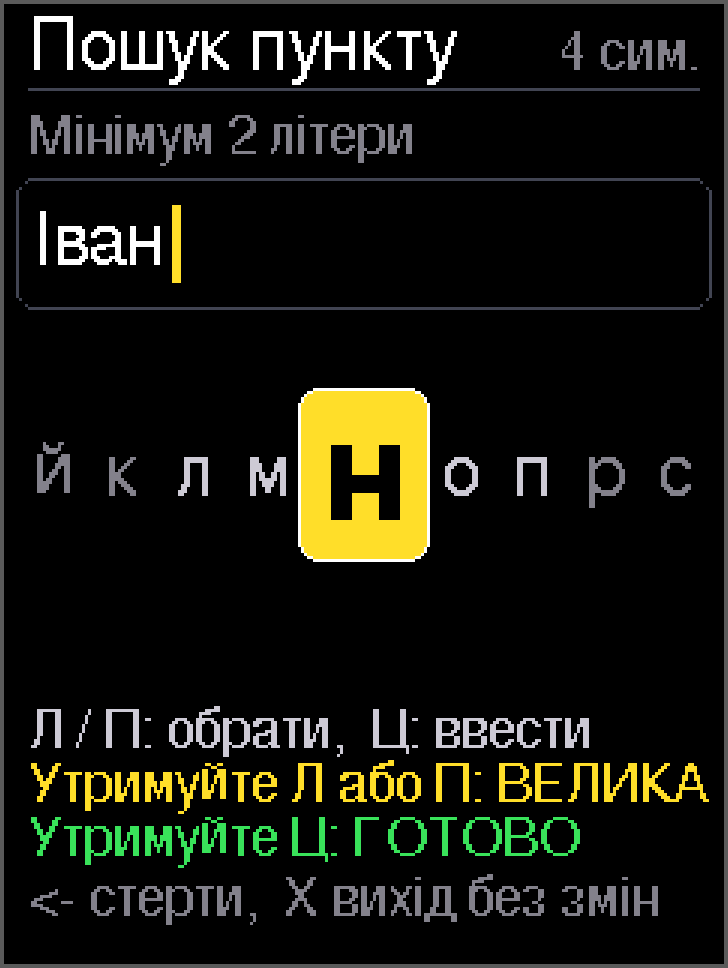 Пошук пункту 4 сим.
Мінімум 2 літери
Іван
й к л м н о п р с
Л / П: обрати, Ц: ввести
Утримуйте Л або П: ВЕЛИКА
Утримуйте Ц: ГОТОВО
<- стерти, X вихід без змін